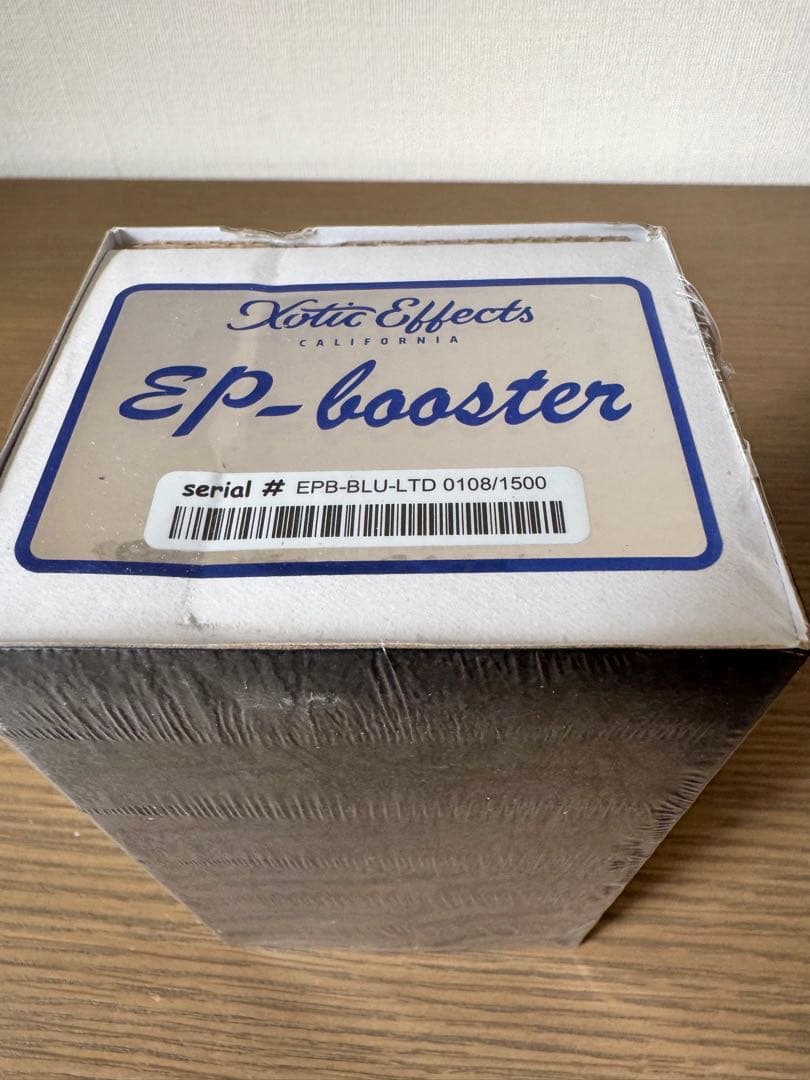 Xotic Effects
CALIFORNIA
EP-booster
serial # EPB-BLU-LTD 0108/1500